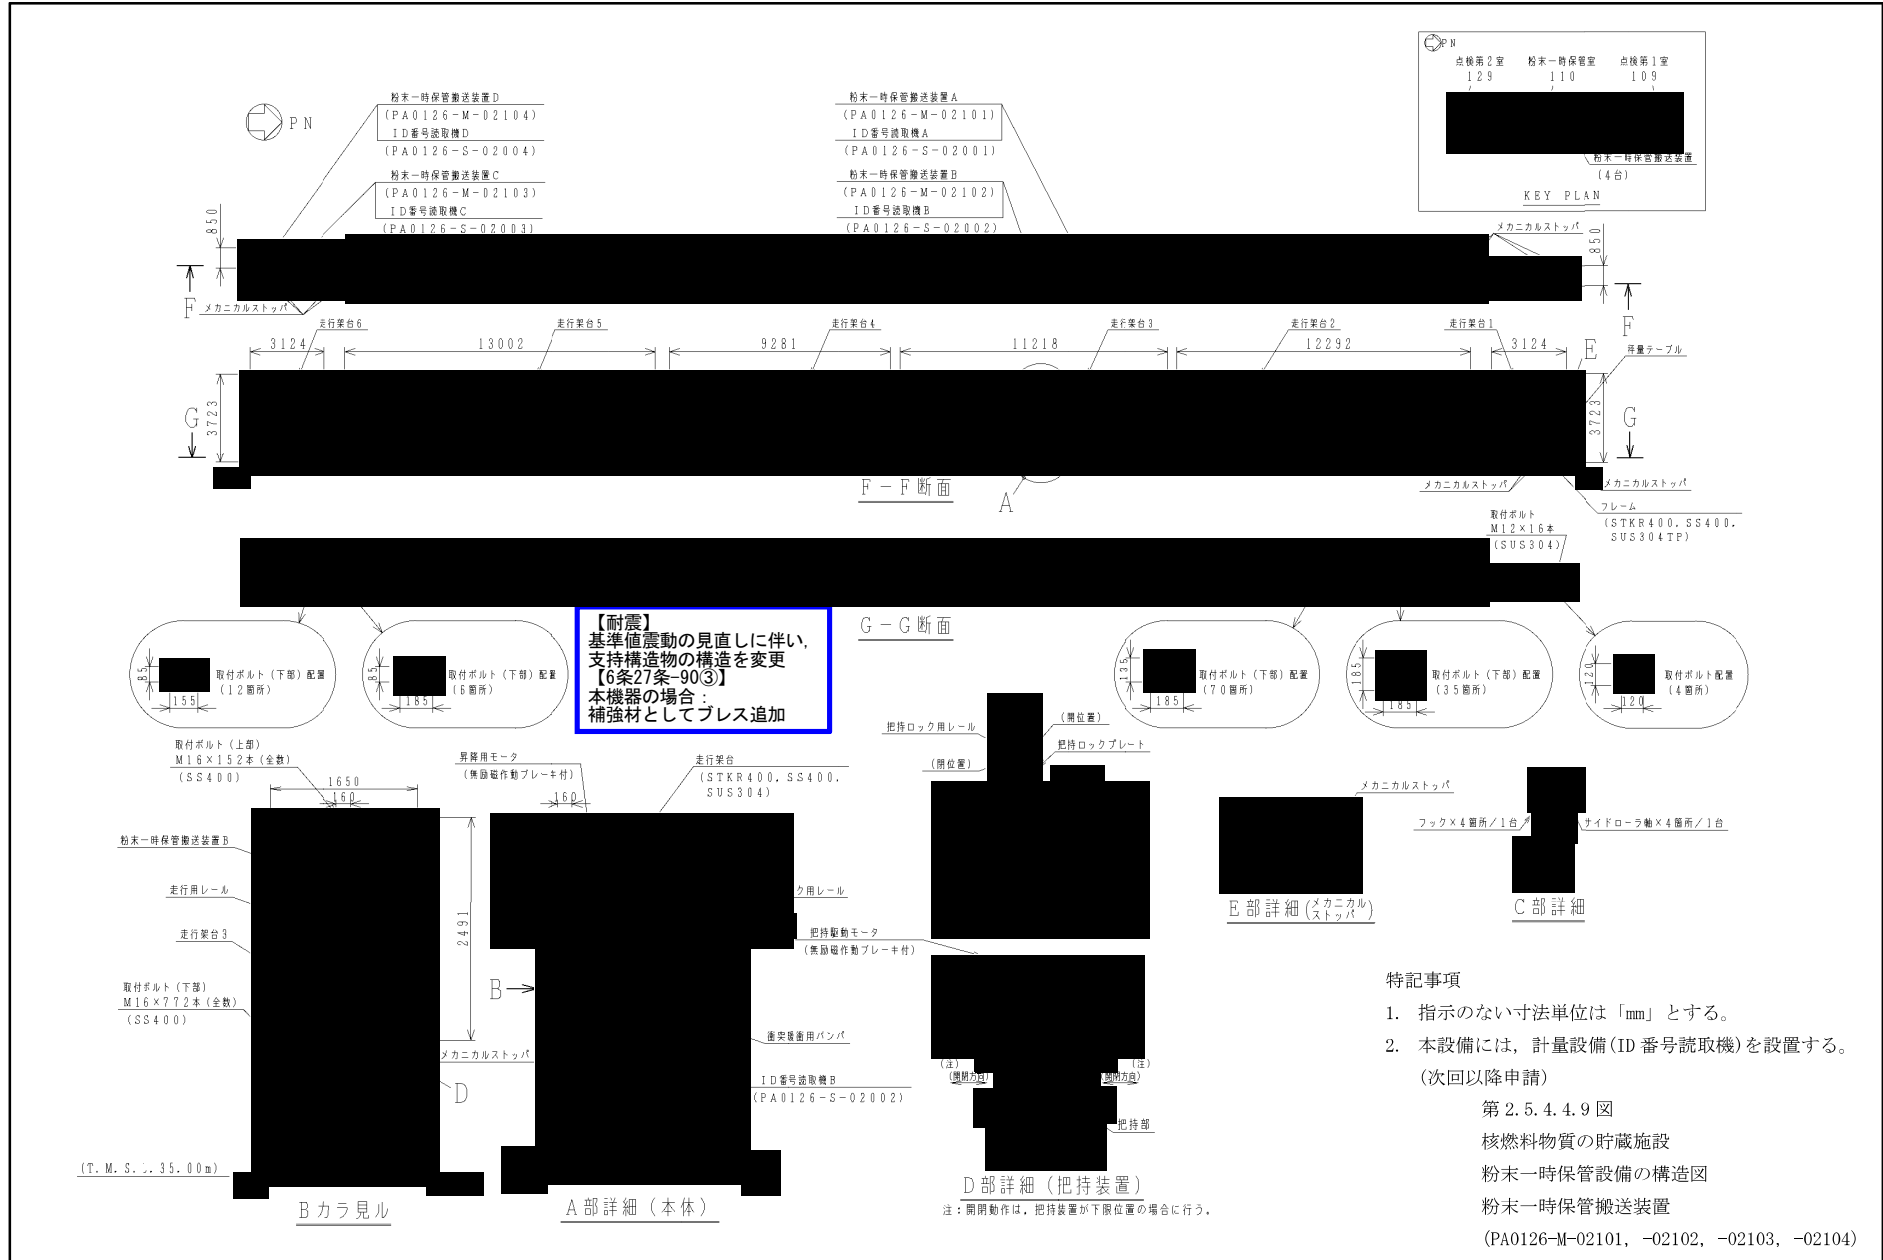 PN
点検第2室
粉末一時保管室
点検第1室
129
110
109
粉末一時保管搬送装置
(4台)
KEY PLAN
PN
粉末一時保管搬送装置D
(PA0126-M-02104)
ID番号読取機D
(PA0126-S-02004)
粉末一時保管搬送装置C
(PA0126-M-02103)
ID番号読取機C
(PA0126-S-02003)
粉末一時保管搬送装置A
(PA0126-M-02101)
ID番号読取機A
(PA0126-S-02001)
粉末一時保管搬送装置B
(PA0126-M-02102)
ID番号読取機B
(PA0126-S-02002)
850
F
メカニカルストッパ
メカニカルストッパ
850
F
走行架台6
走行架台5
走行架台4
走行架台3
走行架台2
走行架台1
3124
13002
9281
11218
12292
3124
E
秤量テーブル
G
3723
3723
G
F-F断面
A
メカニカルストッパ
メカニカルストッパ
フレーム
(STKR400, SS400,
SUS304TP)
取付ボルト
M12×16本
(SUS304)
G-G断面
85
155
取付ボルト(下部)配置
(12箇所)
85
185
取付ボルト(下部)配置
(6箇所)
【耐震】
基準値震動の見直しに伴い,
支持構造物の構造を変更
【6条27条-90③】
本機器の場合:
補強材としてブレス追加
135
185
取付ボルト(下部)配置
(70箇所)
185
185
取付ボルト(下部)配置
(35箇所)
120
120
取付ボルト配置
(4箇所)
取付ボルト(上部)
M16×152本(全数)
(SS400)
1650
160
粉末一時保管搬送装置B
走行用レール
走行架台3
取付ボルト(下部)
M16×772本(全数)
(SS400)
2491
メカニカルストッパ
D
Bカラ見ル
昇降用モータ
(無励磁作動ブレーキ付)
160
走行架台
(STKR400, SS400,
SUS304)
ク用レール
B
衝突緩衝用バンパ
ID番号読取機B
(PA0126-S-02002)
A部詳細(本体)
把持ロック用レール
(開位置)
把持ロックプレート
(閉位置)
把持駆動モータ
(無励磁作動ブレーキ付)
(注)
(開閉方向)
(注)
(開閉方向)
把持部
D部詳細(把持装置)
注:開閉動作は,把持装置が下限位置の場合に行う。
メカニカルストッパ
E部詳細(メカニカルストッパ)
フック×4箇所/1台
サイドローラ軸×4箇所/1台
C部詳細
特記事項
1. 指示のない寸法単位は「mm」とする。
2. 本設備には,計量設備(ID番号読取機)を設置する。
(次回以降申請)
第2.5.4.4.9図
核燃料物質の貯蔵施設
粉末一時保管設備の構造図
粉末一時保管搬送装置
(PA0126-M-02101, -02102, -02103, -02104)